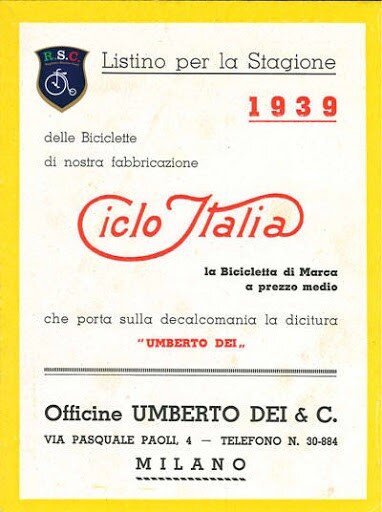 R.S.C.
Listino per la Stagione
1939
delle Biciclette
di nostra fabbricazione
Ciclo Italia
la Bicicletta di Marca
a prezzo medio
che porta sulla decalcomania la dicitura
"UMBERTO DEI„
Officine UMBERTO DEI & C.
VIA PASQUALE PAOLI, 4 — TELEFONO N. 30-884
MILANO